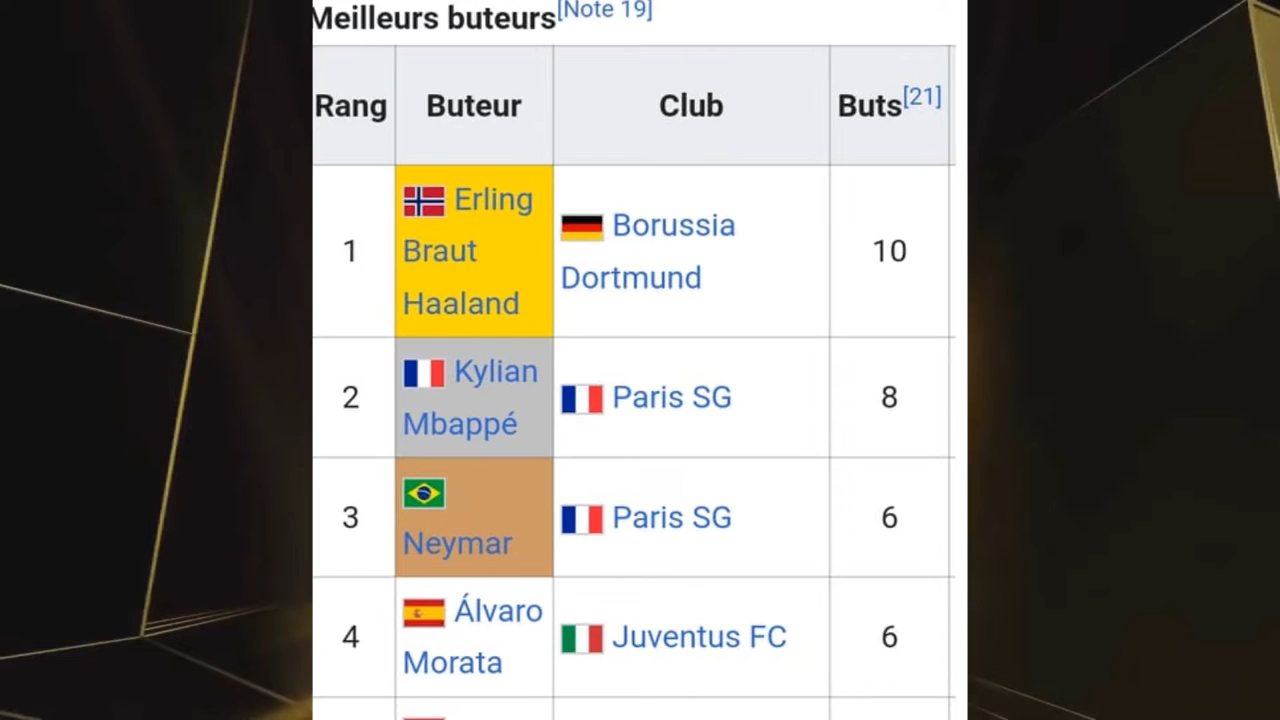 Meilleurs buteurs[Note 19]
Rang Buteur Club Buts[21]
1 Erling Braut Haaland Borussia Dortmund 10
2 Kylian Mbappé Paris SG 8
3 Neymar Paris SG 6
4 Álvaro Morata Juventus FC 6